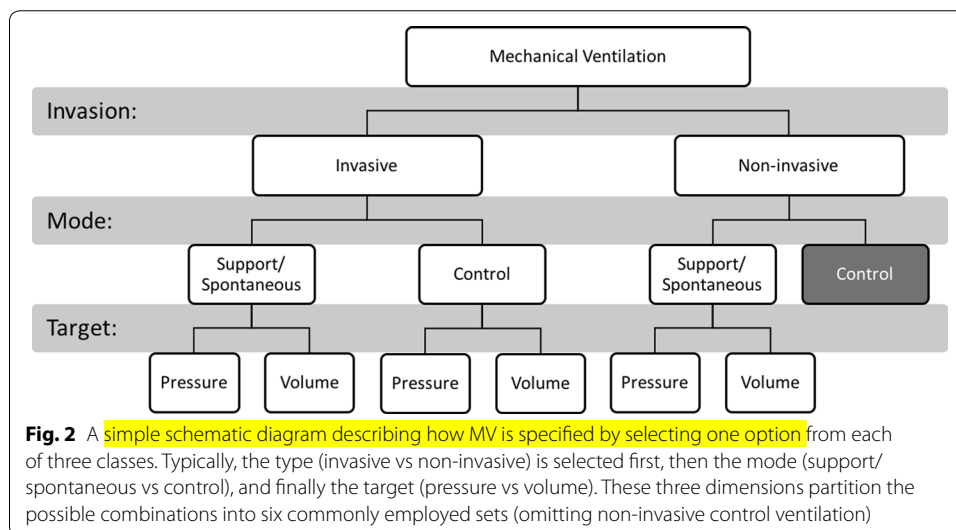 Mechanical Ventilation
Invasion:
Invasive
Non-invasive
Mode:
Support/
Spontaneous
Control
Support/
Spontaneous
Control
Target:
Pressure
Volume
Pressure
Volume
Pressure
Volume
Fig. 2 A simple schematic diagram describing how MV is specified by selecting one option from each
of three classes. Typically, the type (invasive vs non-invasive) is selected first, then the mode (support/
spontaneous vs control), and finally the target (pressure vs volume). These three dimensions partition the
possible combinations into six commonly employed sets (omitting non-invasive control ventilation)